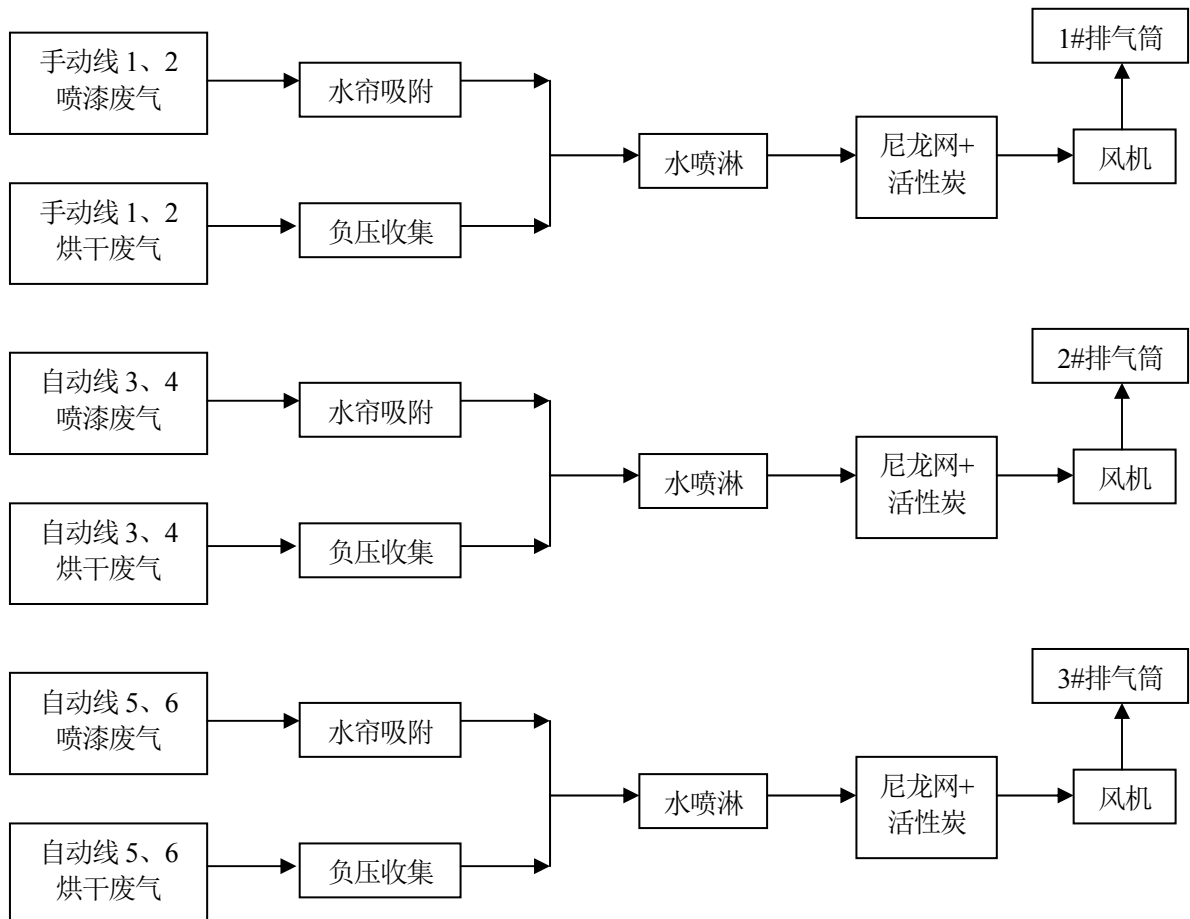 1#排气筒
手动线 1、2
喷漆废气
水帘吸附
水喷淋
尼龙网+
活性炭
风机
手动线 1、2
烘干废气
负压收集
2#排气筒
自动线 3、4
喷漆废气
水帘吸附
水喷淋
尼龙网+
活性炭
风机
自动线 3、4
烘干废气
负压收集
3#排气筒
自动线 5、6
喷漆废气
水帘吸附
水喷淋
尼龙网+
活性炭
风机
自动线 5、6
烘干废气
负压收集